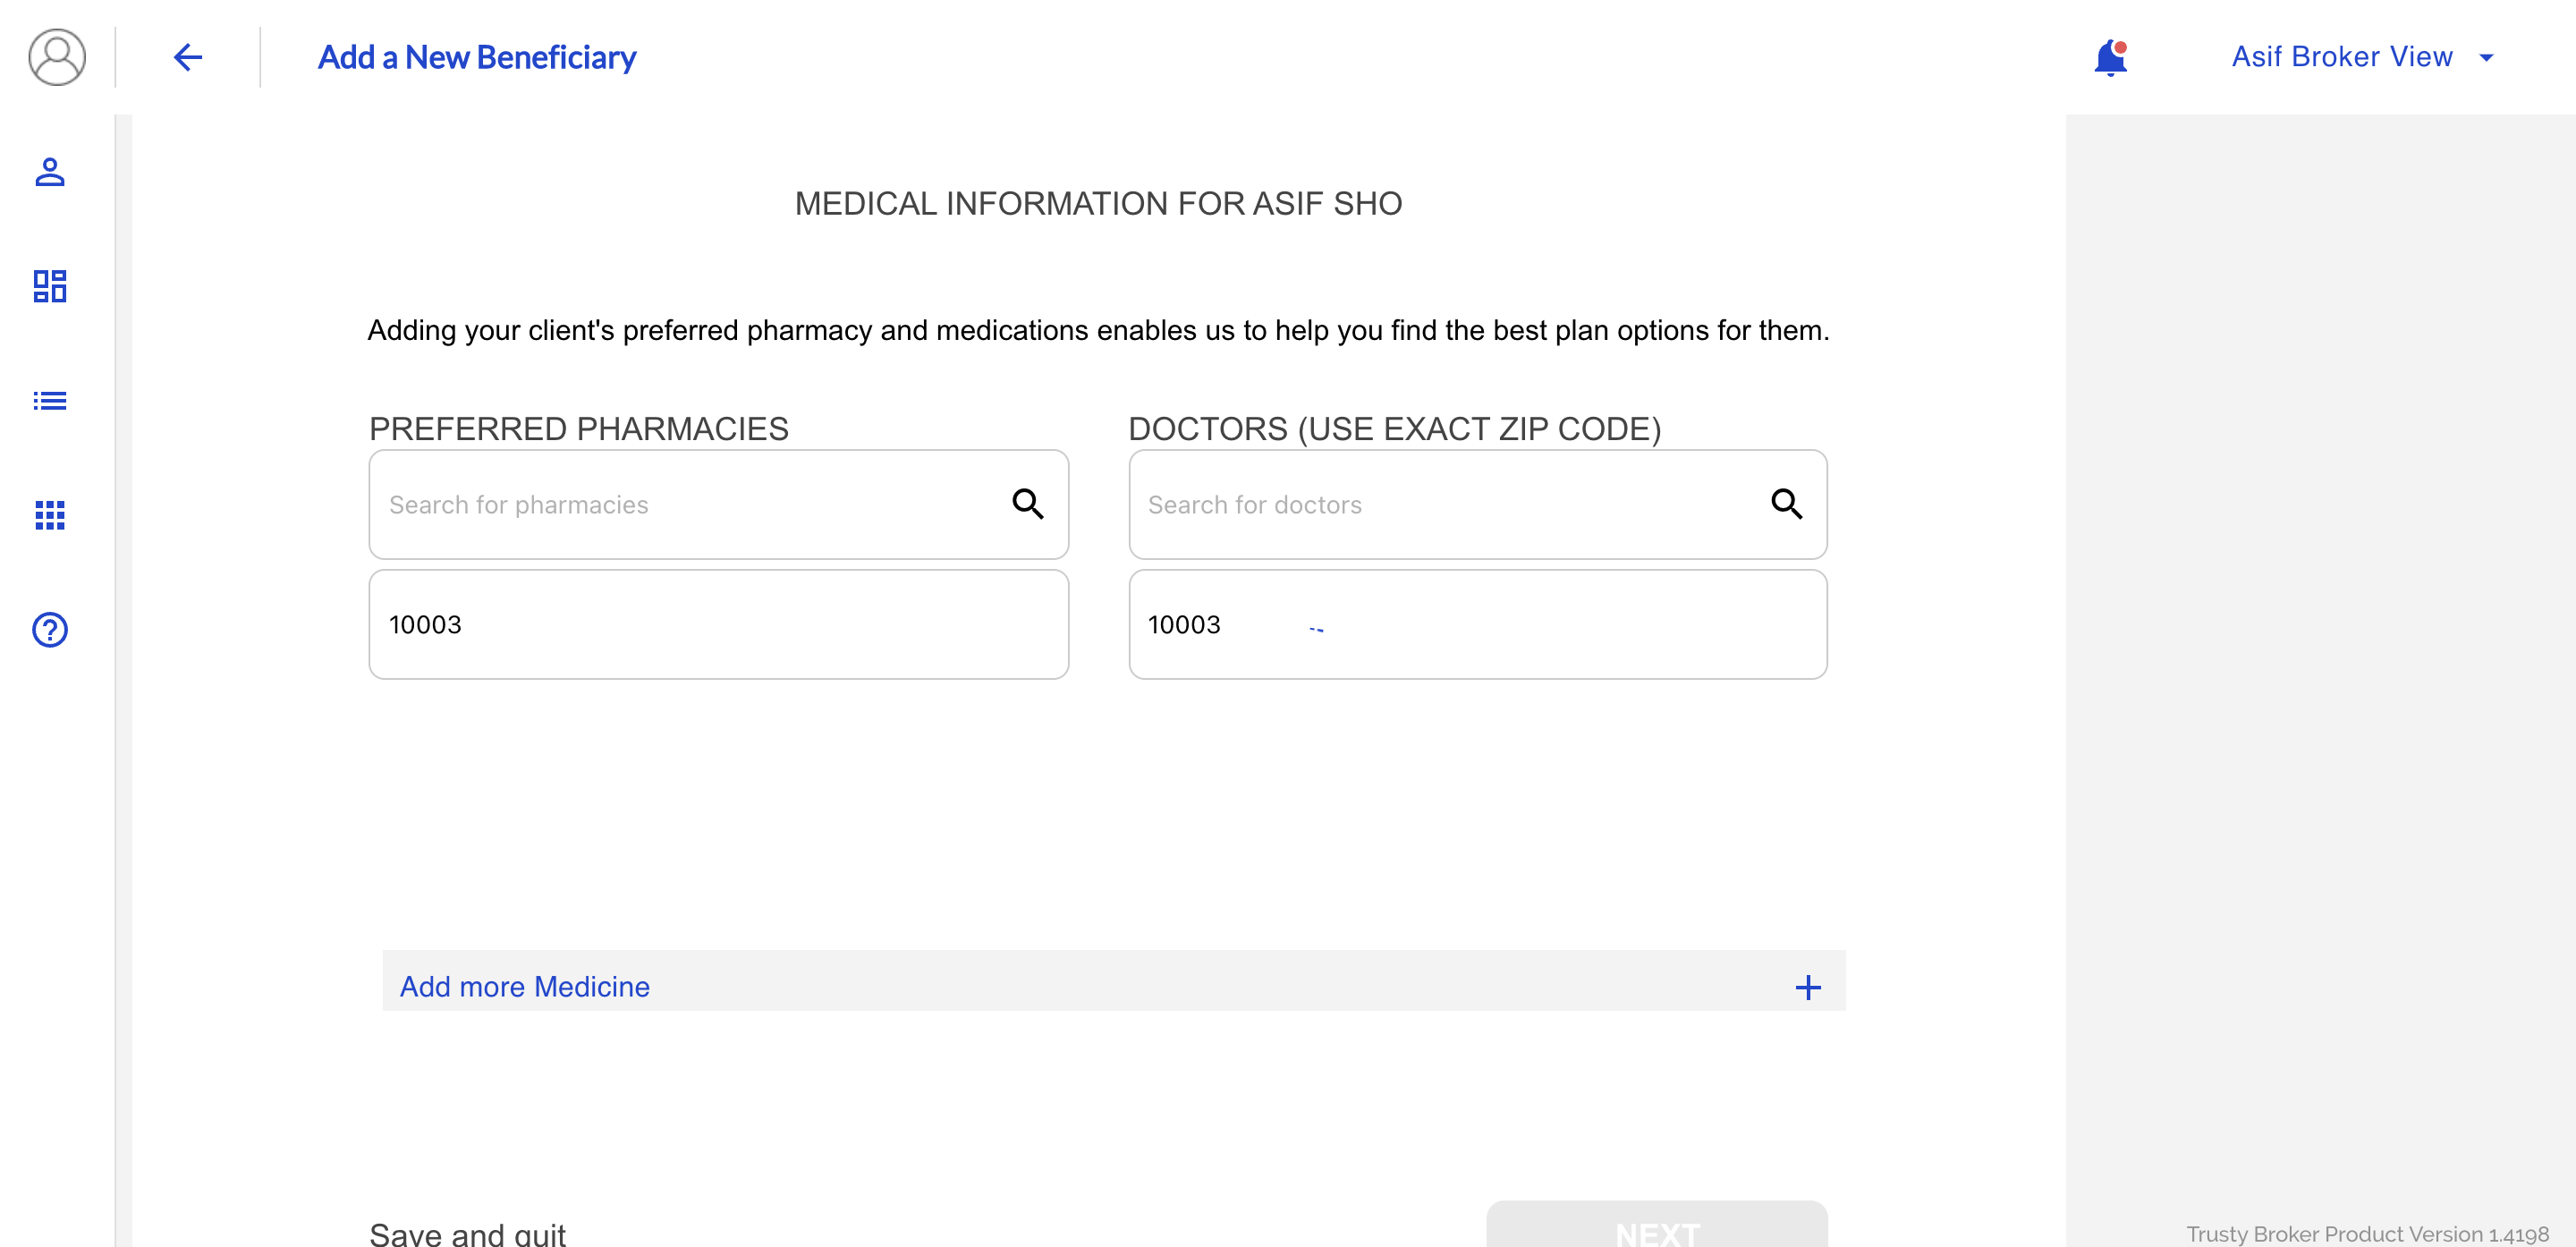 Add a New Beneficiary
Asif Broker View
MEDICAL INFORMATION FOR ASIF SHO
Adding your client's preferred pharmacy and medications enables us to help you find the best plan options for them.
PREFERRED PHARMACIES
Search for pharmacies
10003
DOCTORS (USE EXACT ZIP CODE)
Search for doctors
10003
Add more Medicine
Save and quit
NEXT
Trusty Broker Product Version 1.4198